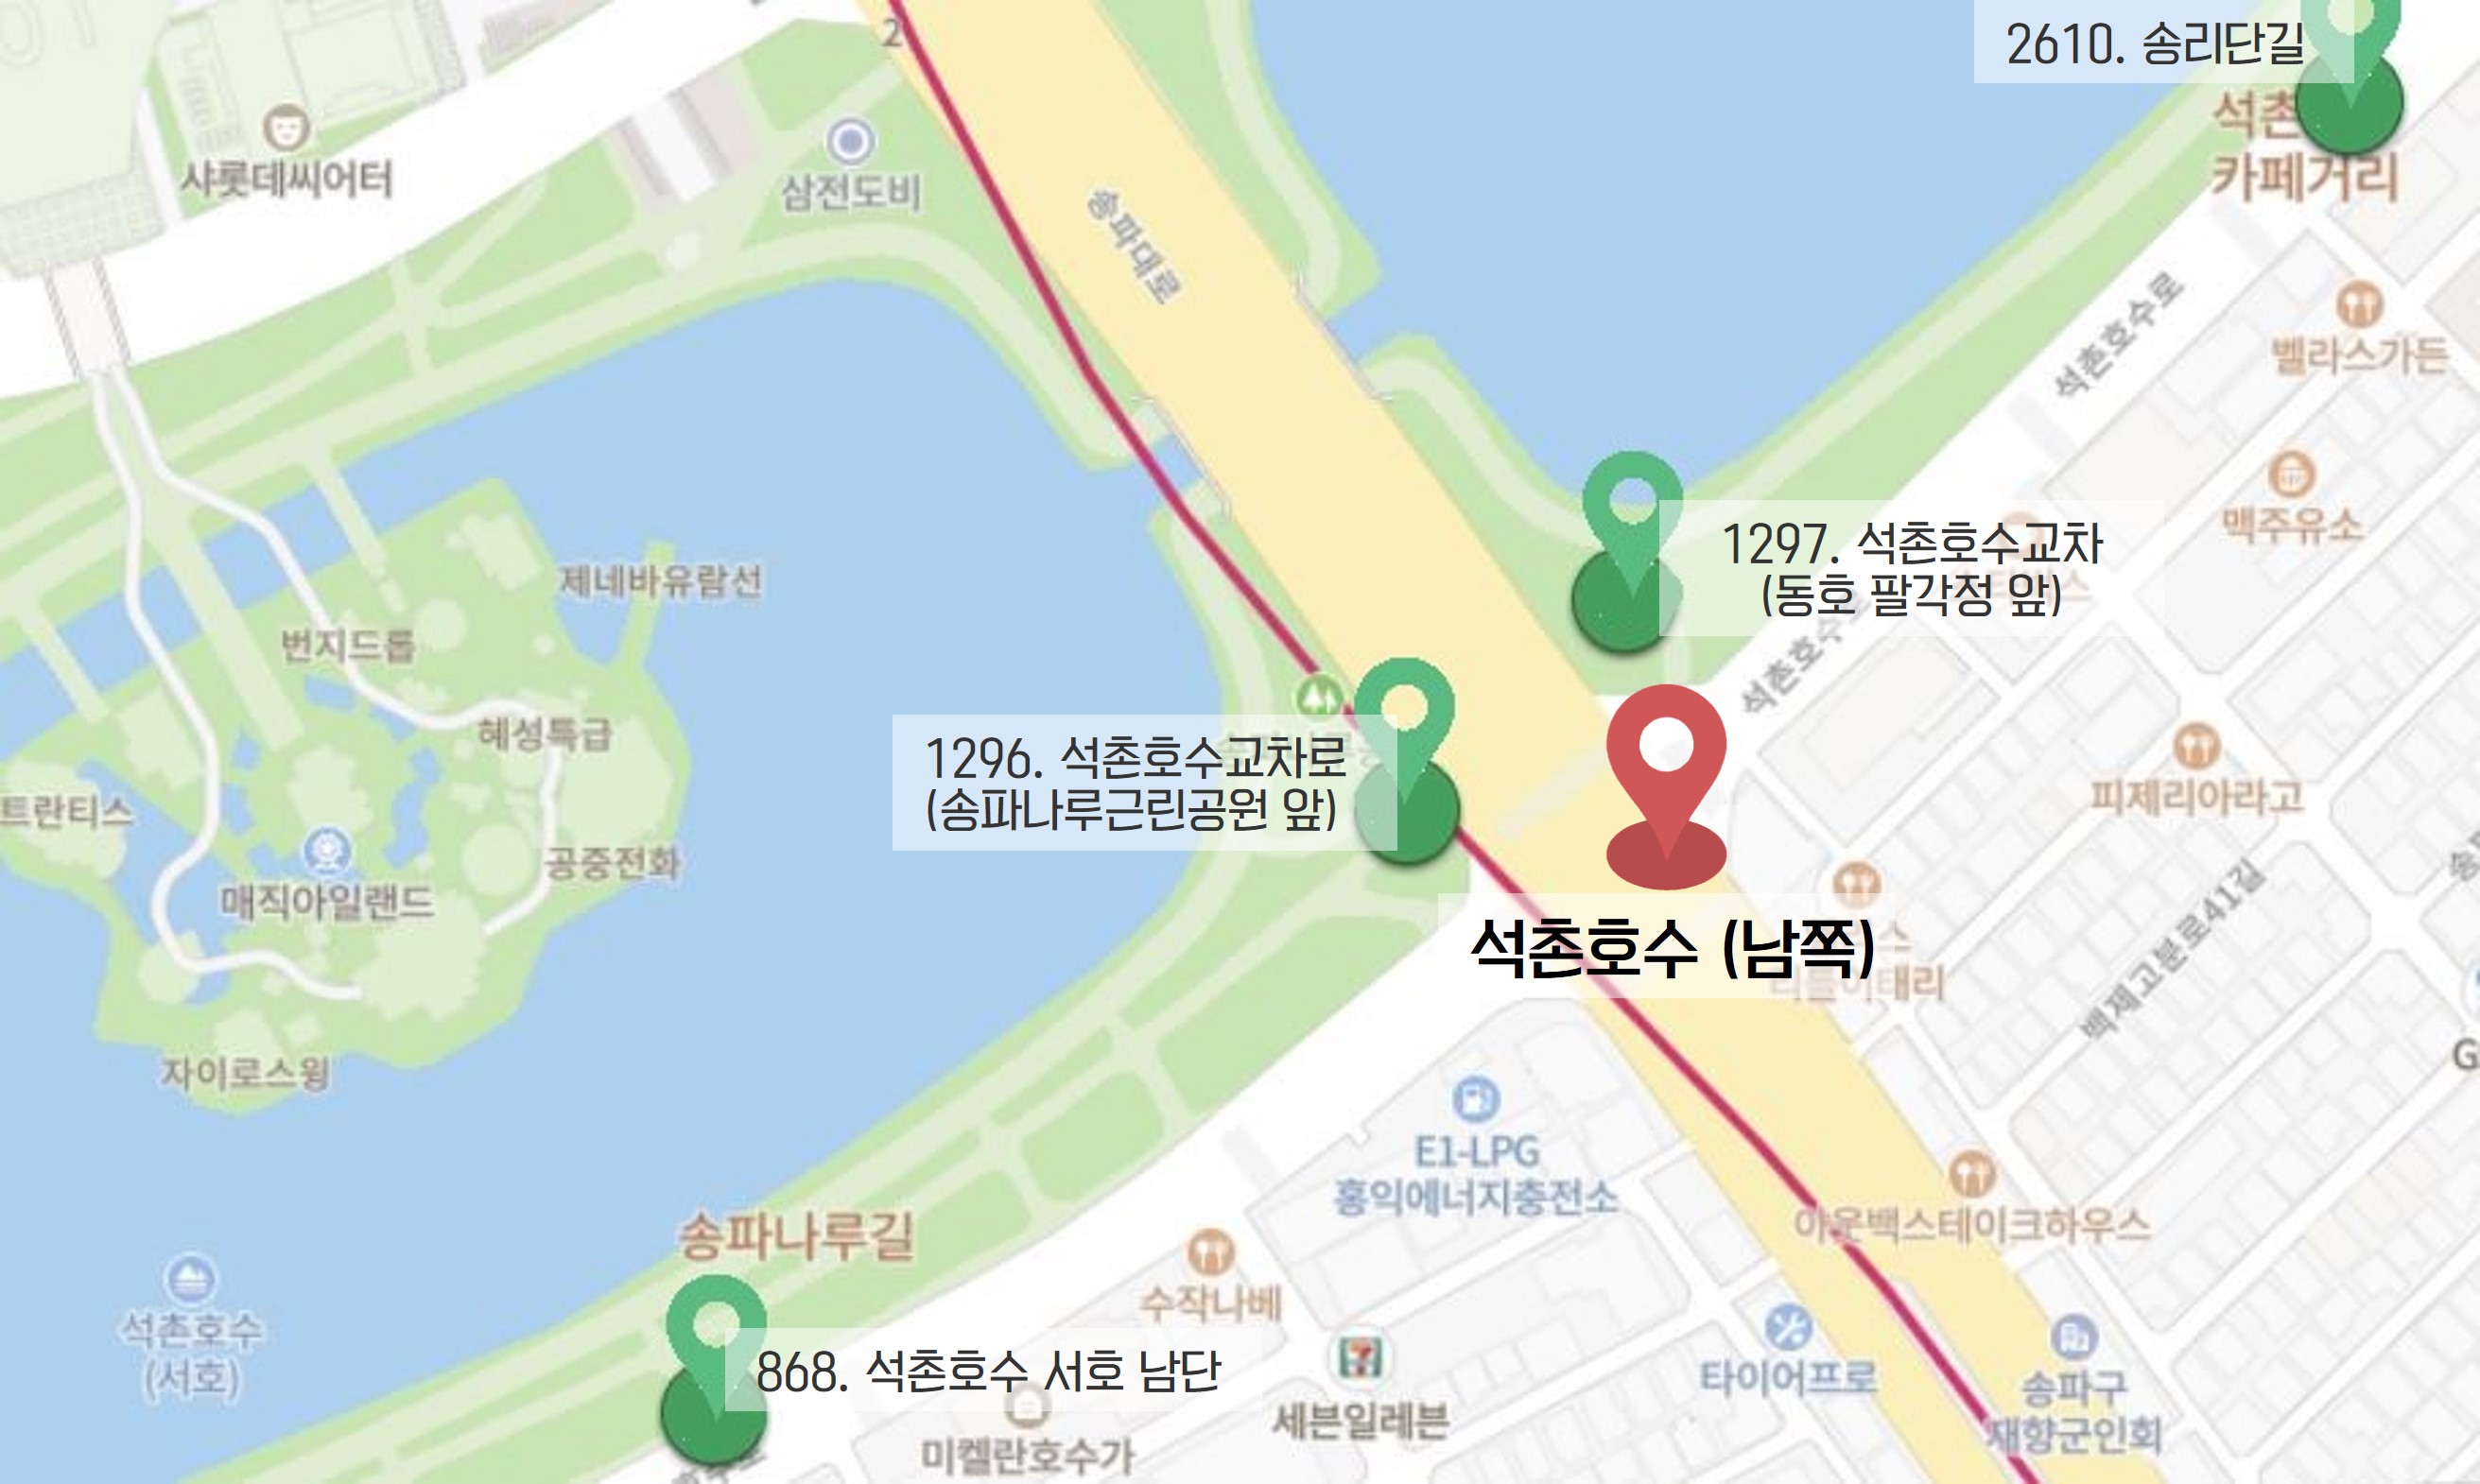 2
2610. 송리단길
석촌
카페거리
샤롯데씨어터
삼전도비
송파대로
석촌호수로
벨라스가든
맥주유소
1297. 석촌호수교차
(동호 팔각정 앞)
제네바유람선
번지드롭
혜성특급
석촌호수로
1296. 석촌호수교차로
(송파나루근린공원 앞)
트란티스
피제리아라고
공중전화
매직아일랜드
석촌호수 (남쪽)
백제고분로41길
자이로스윙
G
E1-LPG
홍익에너지충전소
송파나루길
아웃백스테이크하우스
수작나베
석촌호수
(서호)
868. 석촌호수 서호 남단
타이어프로
송파구
재향군인회
세븐일레븐
미켈란호수가